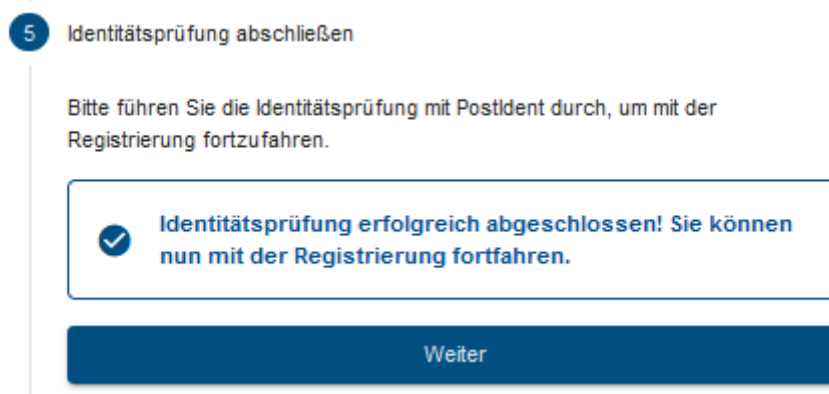 5 Identitätsprüfung abschließen
Bitte führen Sie die Identitätsprüfung mit PostIdent durch, um mit der
Registrierung fortzufahren.
Identitätsprüfung erfolgreich abgeschlossen! Sie können
nun mit der Registrierung fortfahren.
Weiter